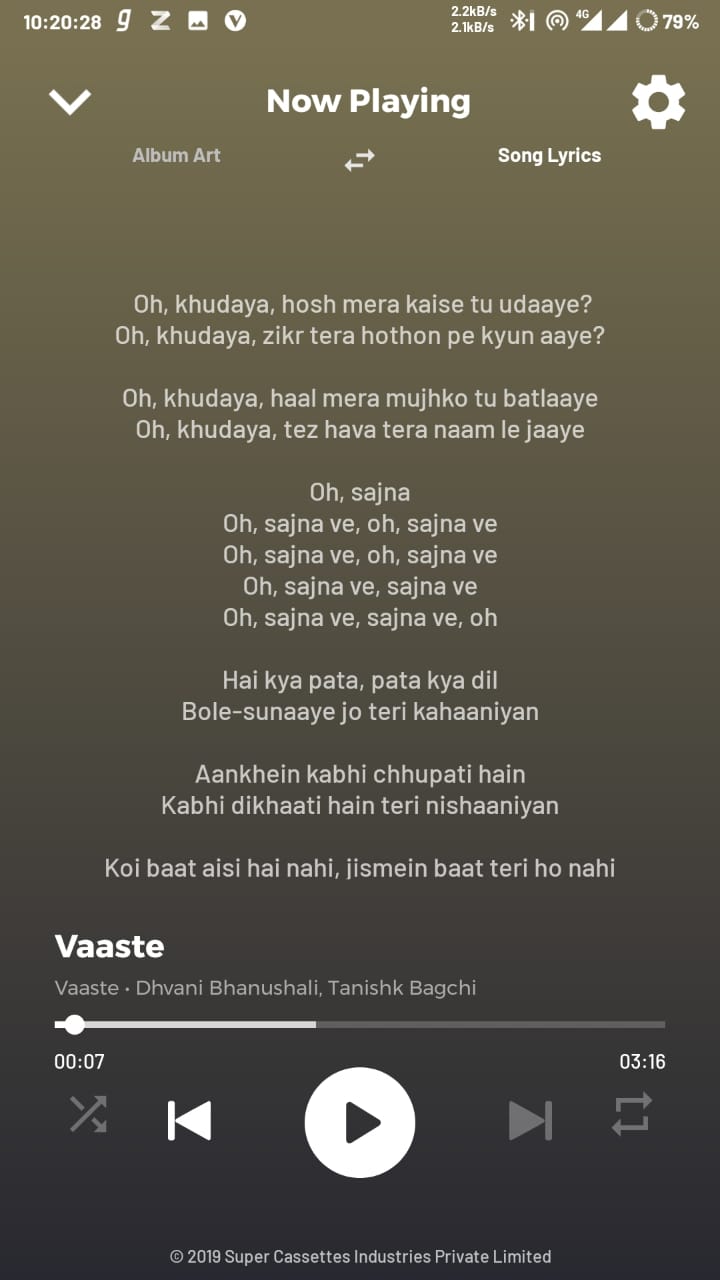 10:20:28 g Z V 2.2kB/s 4G 79%
2.1kB/s
Now Playing
Album Art Song Lyrics
Oh, khudaya, hosh mera kaise tu udaaye?
Oh, khudaya, zikr tera hothon pe kyun aaye?
Oh, khudaya, haal mera mujhko tu batlaaye
Oh, khudaya, tez hava tera naam le jaaye
Oh, sajna
Oh, sajna ve, oh, sajna ve
Oh, sajna ve, oh, sajna ve
Oh, sajna ve, sajna ve
Oh, sajna ve, sajna ve, oh
Hai kya pata, pata kya dil
Bole-sunaaye jo teri kahaaniyan
Aankhein kabhi chhupati hain
Kabhi dikhaati hain teri nishaaniyan
Koi baat aisi hai nahi, jismein baat teri ho nahi
Vaaste
Vaaste • Dhvani Bhanushali, Tanishk Bagchi
00:07 03:16
© 2019 Super Cassettes Industries Private Limited